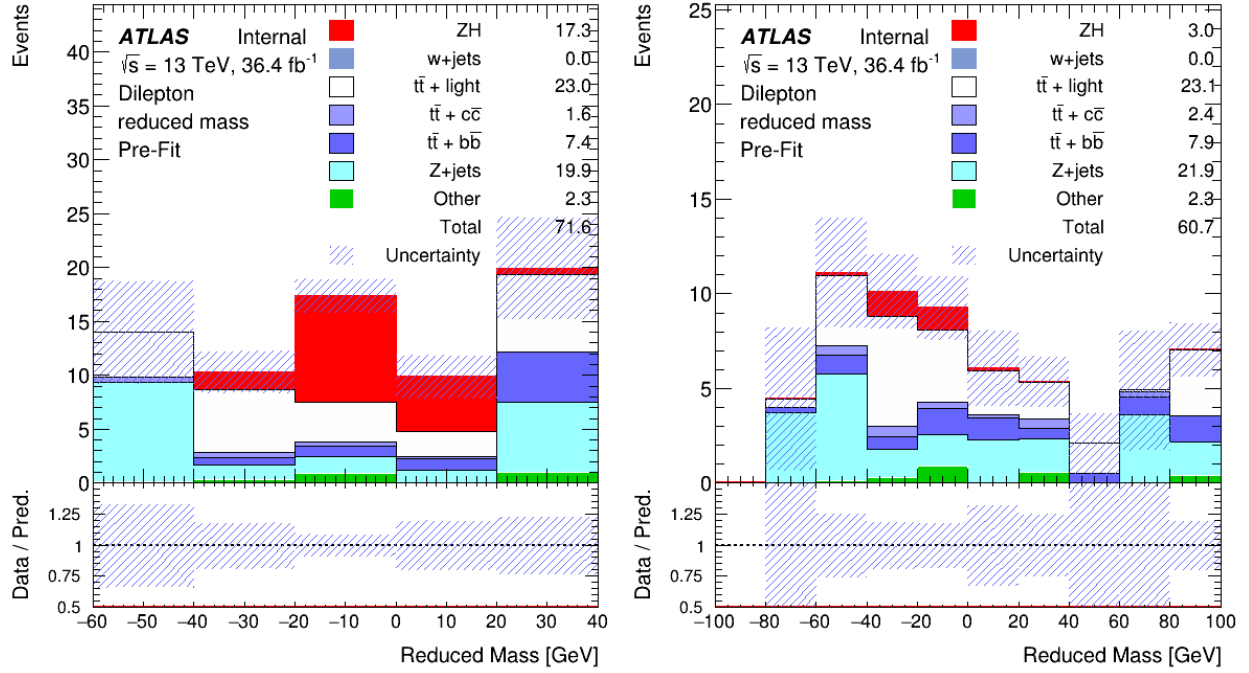 Events
ATLAS Internal
√s = 13 TeV, 36.4 fb⁻¹
Dilepton
reduced mass
Pre-Fit
ZH 17.3
w+jets 0.0
tt̄ + light 23.0
tt̄ + cc̄ 1.6
tt̄ + bb̄ 7.4
Z+jets 19.9
Other 2.3
Total 71.6
Uncertainty
40
35
30
25
20
15
10
5
0
Data / Pred.
1.25
1
0.75
0.5
−60 −50 −40 −30 −20 −10 0 10 20 30 40
Reduced Mass [GeV]
Events
ATLAS Internal
√s = 13 TeV, 36.4 fb⁻¹
Dilepton
reduced mass
Pre-Fit
ZH 3.0
w+jets 0.0
tt̄ + light 23.1
tt̄ + cc̄ 2.4
tt̄ + bb̄ 7.9
Z+jets 21.9
Other 2.3
Total 60.7
Uncertainty
25
20
15
10
5
0
Data / Pred.
1.25
1
0.75
0.5
−100 −80 −60 −40 −20 0 20 40 60 80 100
Reduced Mass [GeV]